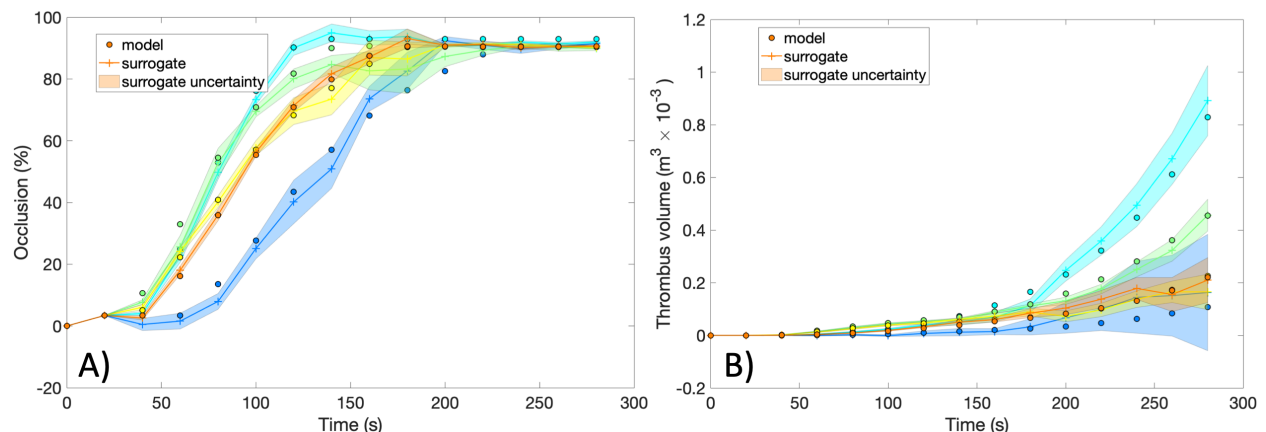 100
80
60
40
20
0
-20
Occlusion (%)
model
surrogate
surrogate uncertainty
A)
0 50 100 150 200 250 300
Time (s)
1.2
1
0.8
0.6
0.4
0.2
0
-0.2
Thrombus volume (m³ × 10⁻³)
model
surrogate
surrogate uncertainty
B)
0 50 100 150 200 250 300
Time (s)